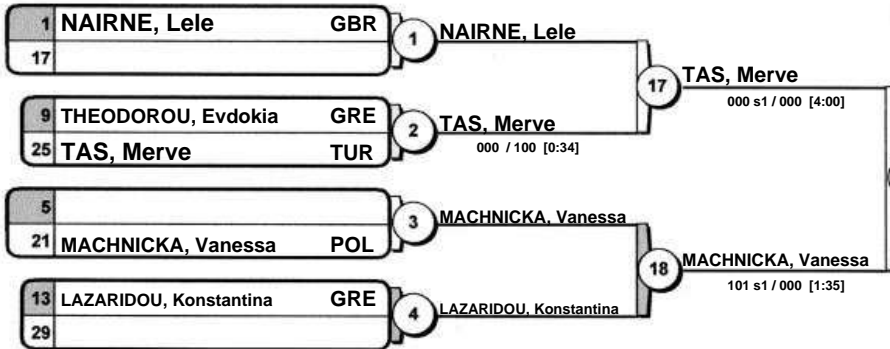 1 NAIRNE, Lele GBR
17
1 NAIRNE, Lele
9 THEODOROU, Evdokia GRE
25 TAS, Merve TUR
2 TAS, Merve
000 / 100 [0:34]
17 TAS, Merve
000 s1 / 000 [4:00]
5
21 MACHNICKA, Vanessa POL
3 MACHNICKA, Vanessa
13 LAZARIDOU, Konstantina GRE
29
4 LAZARIDOU, Konstantina
18 MACHNICKA, Vanessa
101 s1 / 000 [1:35]